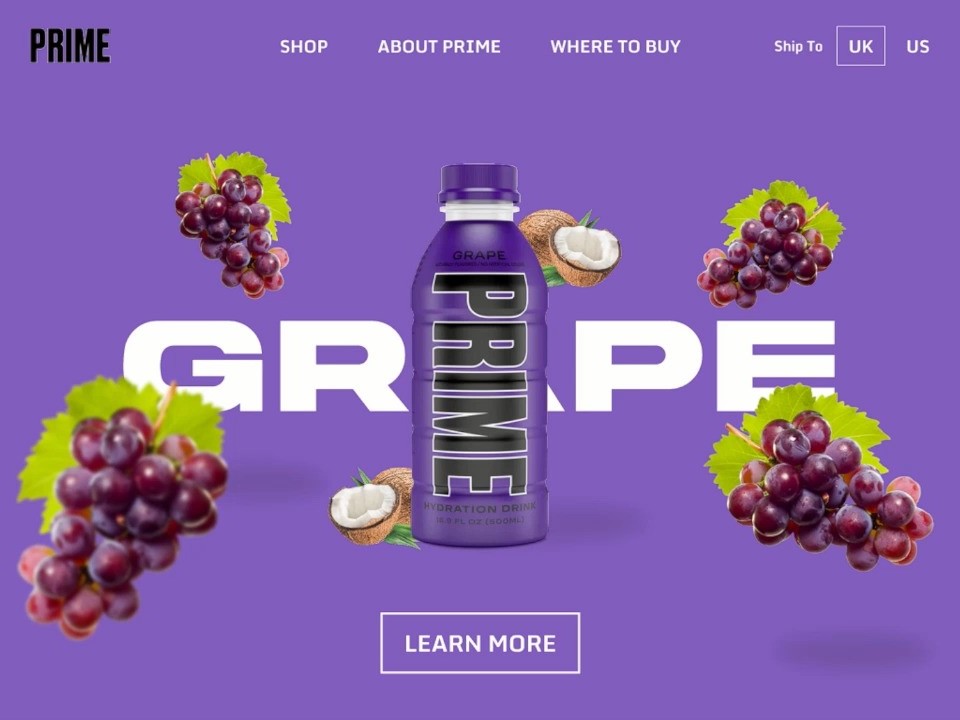 PRIME
SHOP
ABOUT PRIME
WHERE TO BUY
Ship To
UK
US
GRAPE
GRAPE
PRIME
HYDRATION DRINK
16.9 FL OZ (500ML)
LEARN MORE